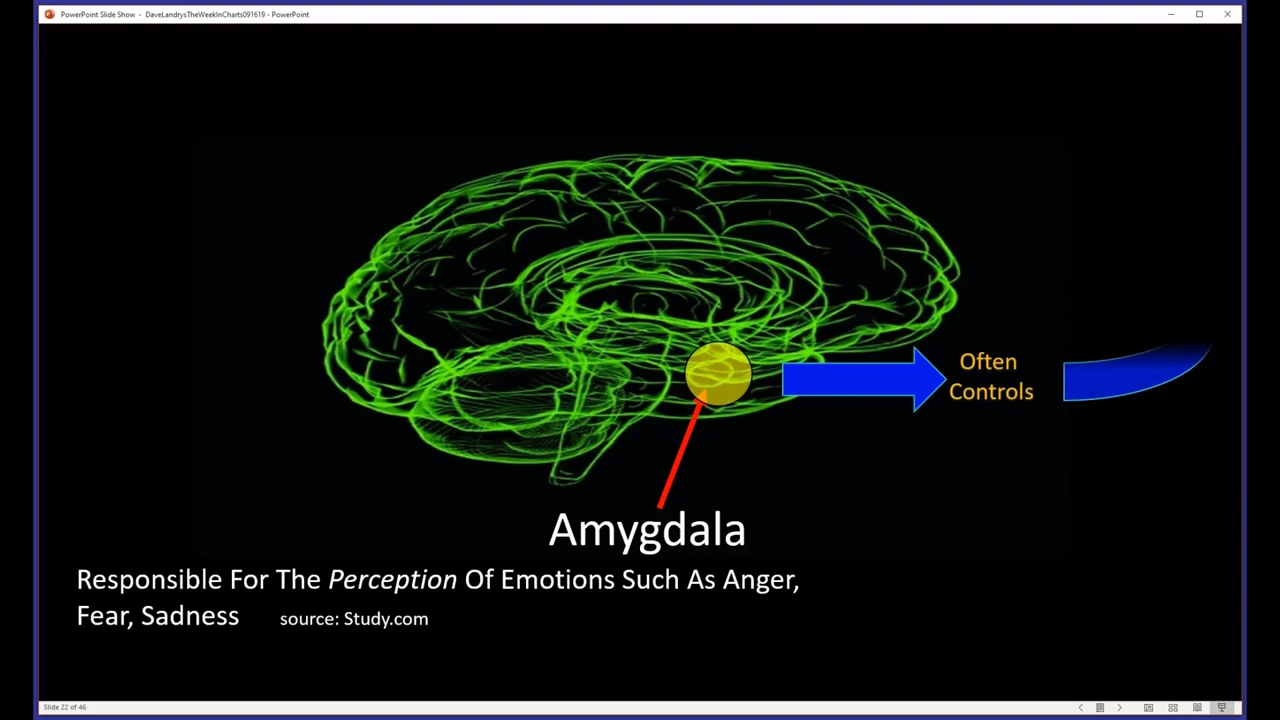 PowerPoint Slide Show - DaveLandrysTheWeekInCharts091619 - PowerPoint
Often
Controls
Amygdala
Responsible For The Perception Of Emotions Such As Anger,
Fear, Sadness source: Study.com
Slide 22 of 46